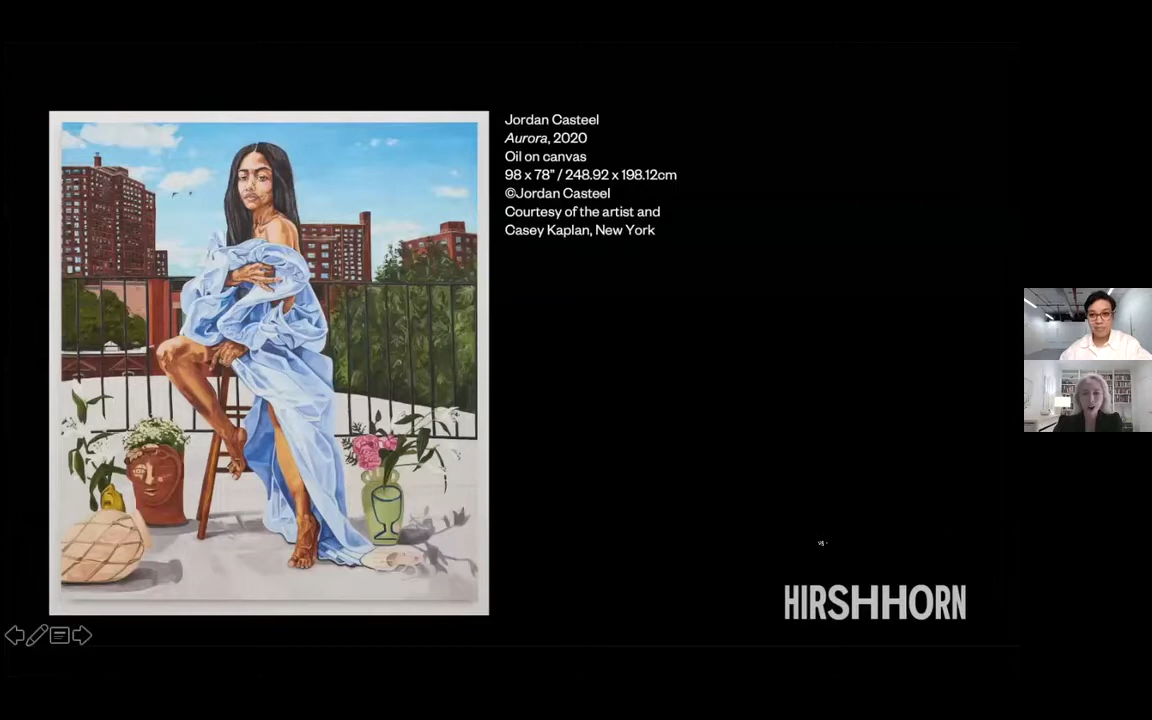 Jordan Casteel
Aurora, 2020
Oil on canvas
98 x 78” / 248.92 x 198.12cm
©Jordan Casteel
Courtesy of the artist and
Casey Kaplan, New York
HIRSHHORN